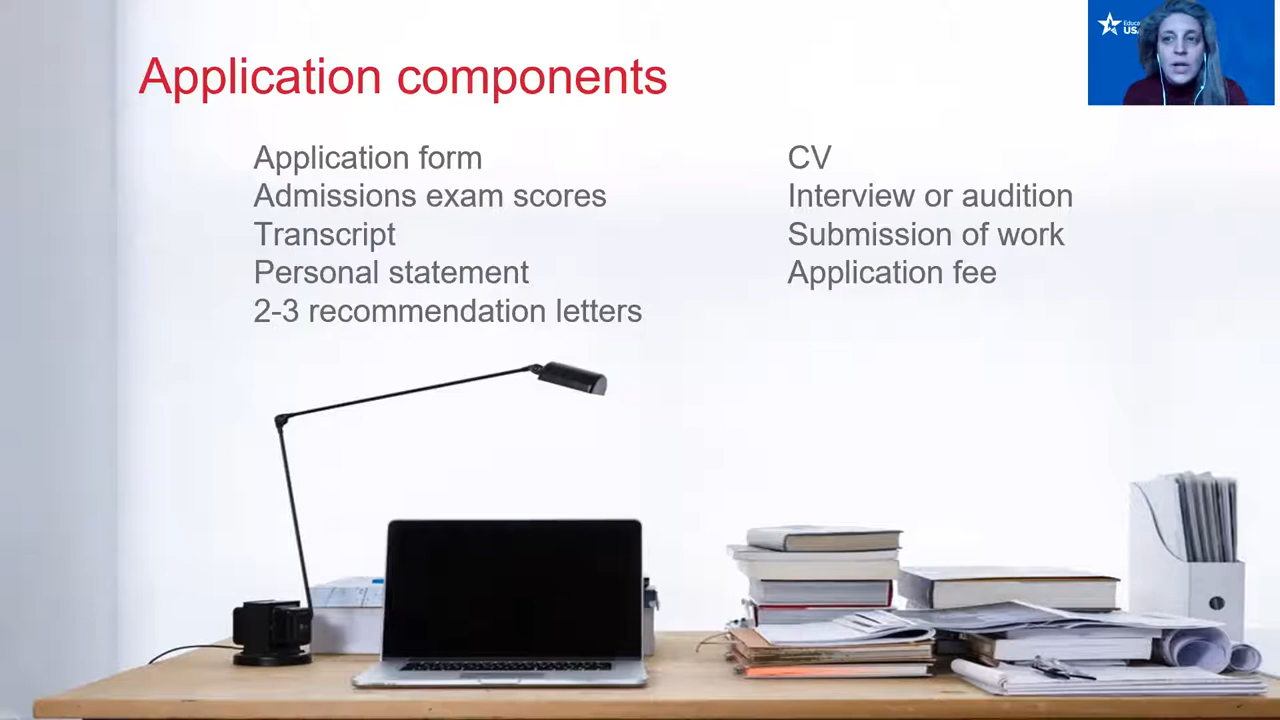 Application components
Application form
Admissions exam scores
Transcript
Personal statement
2-3 recommendation letters
CV
Interview or audition
Submission of work
Application fee